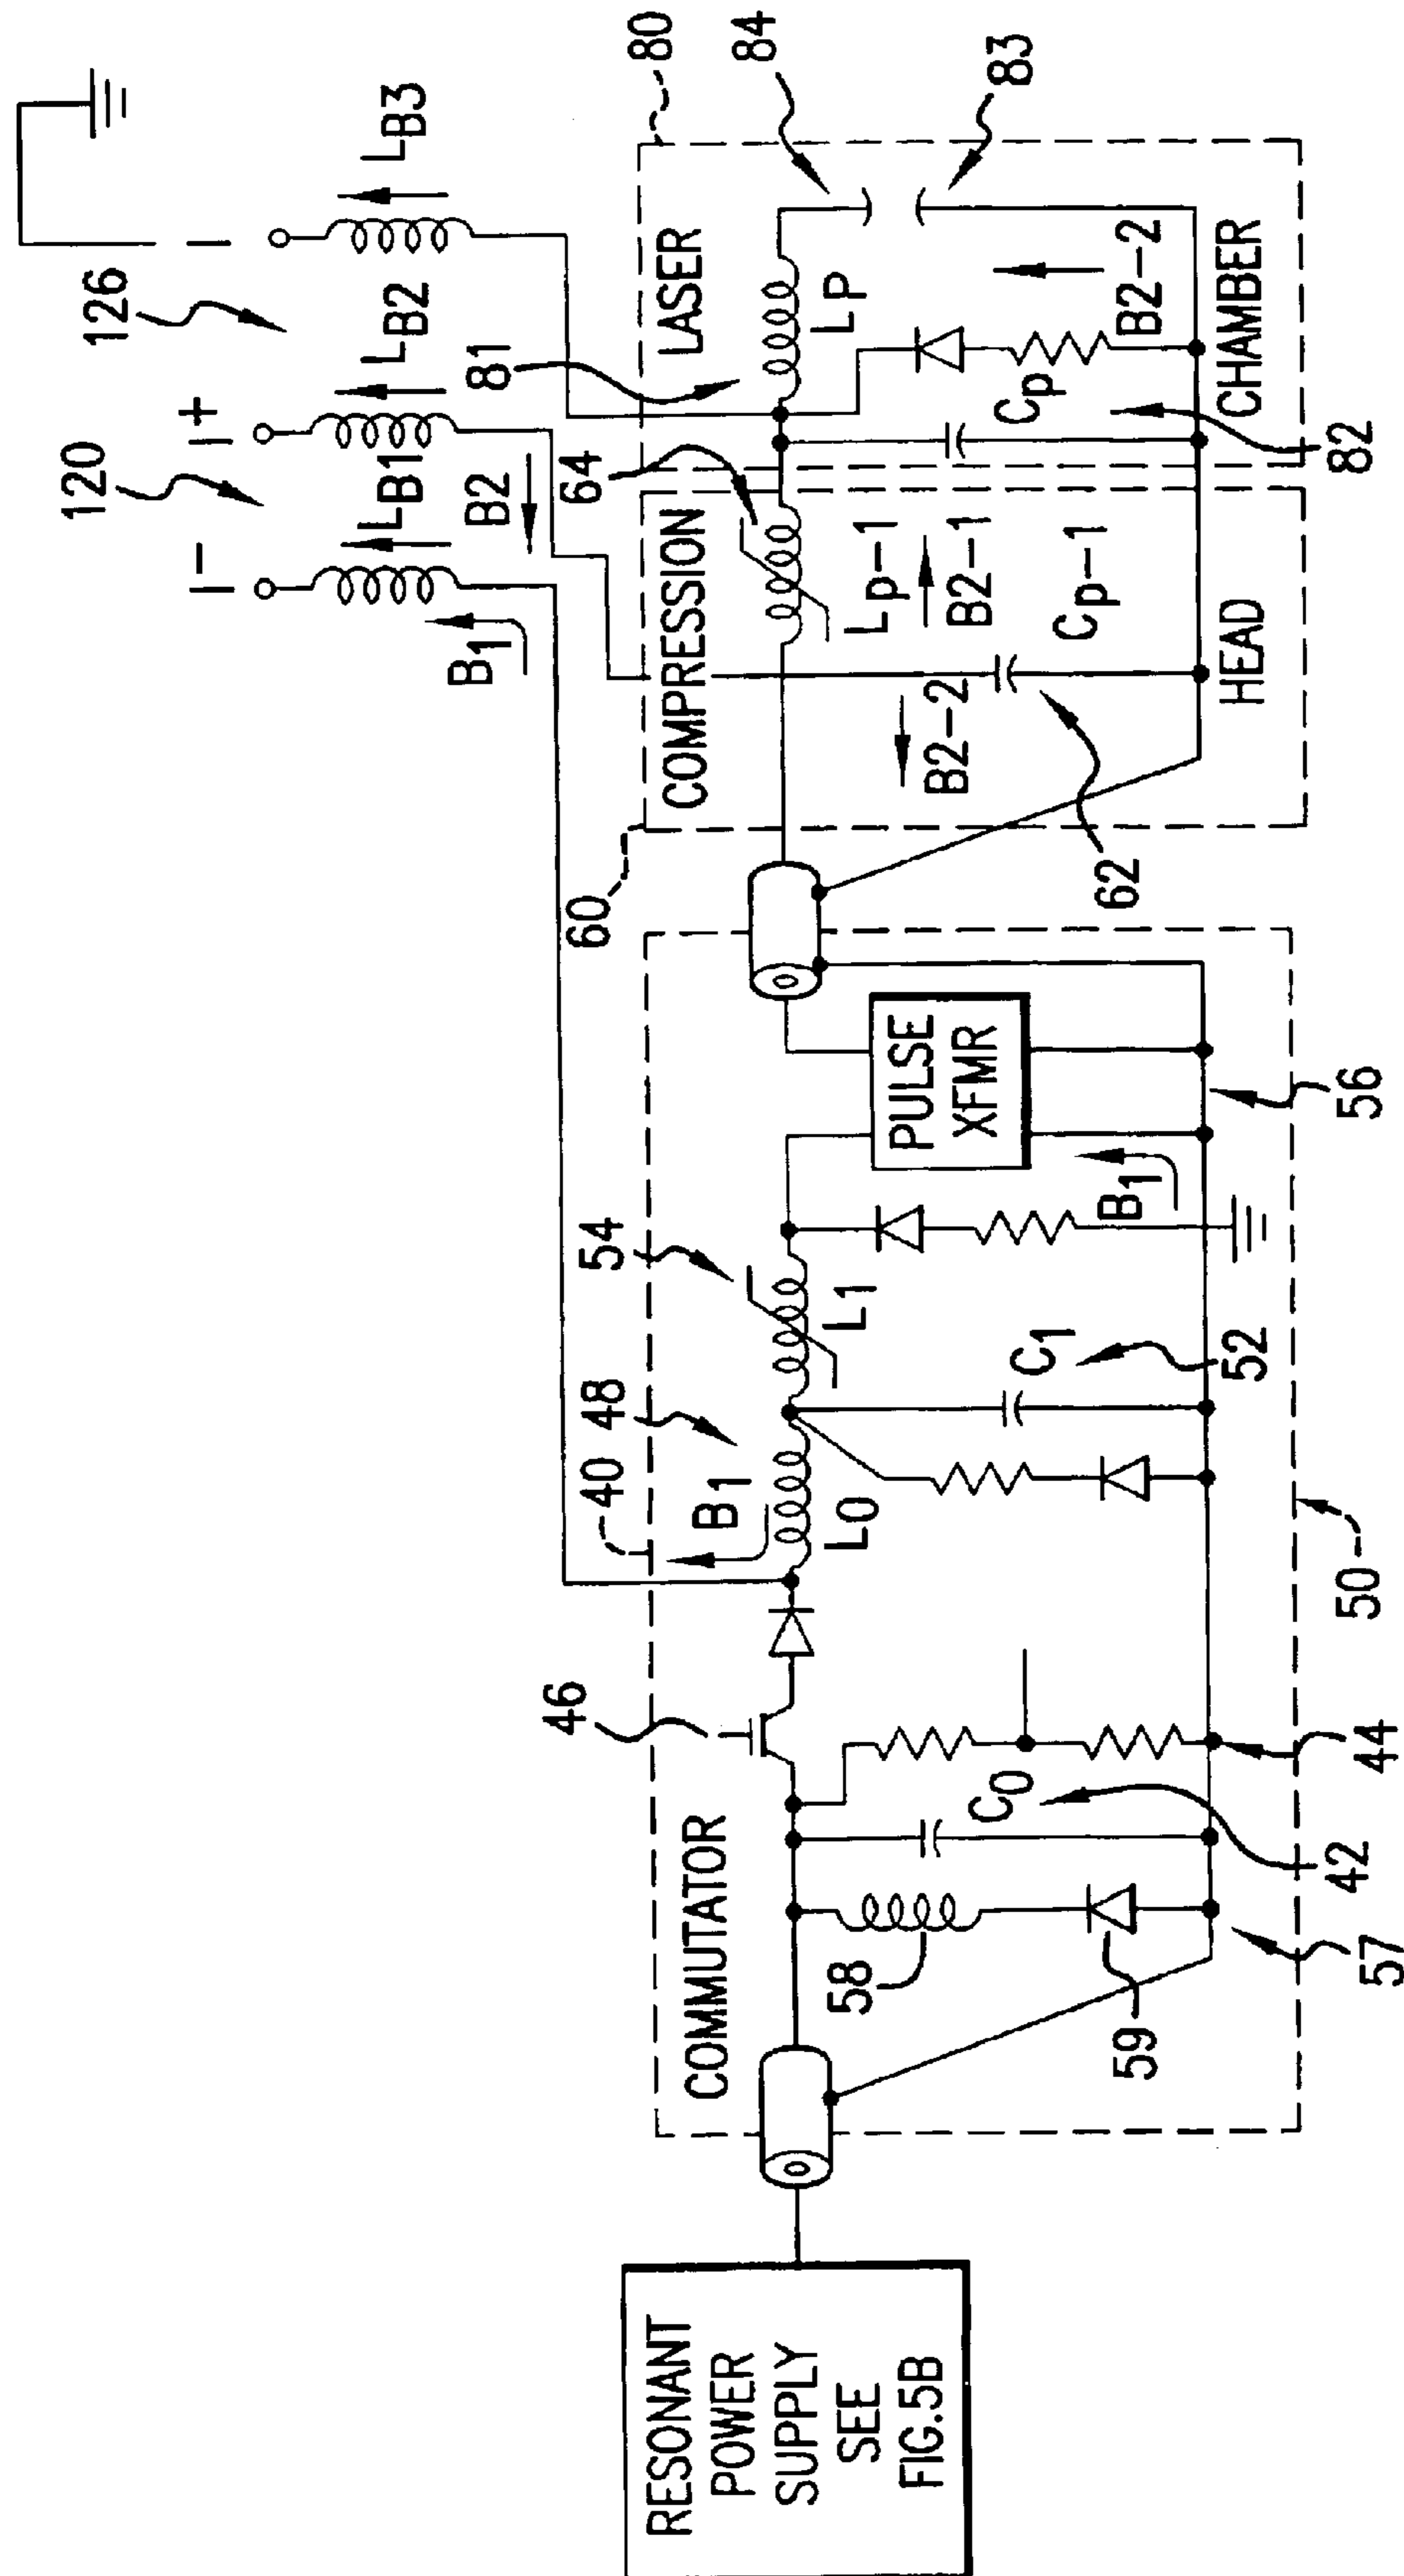 RESONANT
POWER
SUPPLY
SEE
FIG.5B
COMMUTATOR
46
58
59
57
C0
42
44
40
48
B1
L0
54
L1
C1
52
50
PULSE
XFMR
B1
56
60
COMPRESSION
64
Lp-1
B2-1
B2-2
Cp-1
62
HEAD
80
LASER
81
LP
84
83
Cp
82
B2-2
CHAMBER
120
I-
B1
LB1
B2
I+
LB2
126
I
LB3